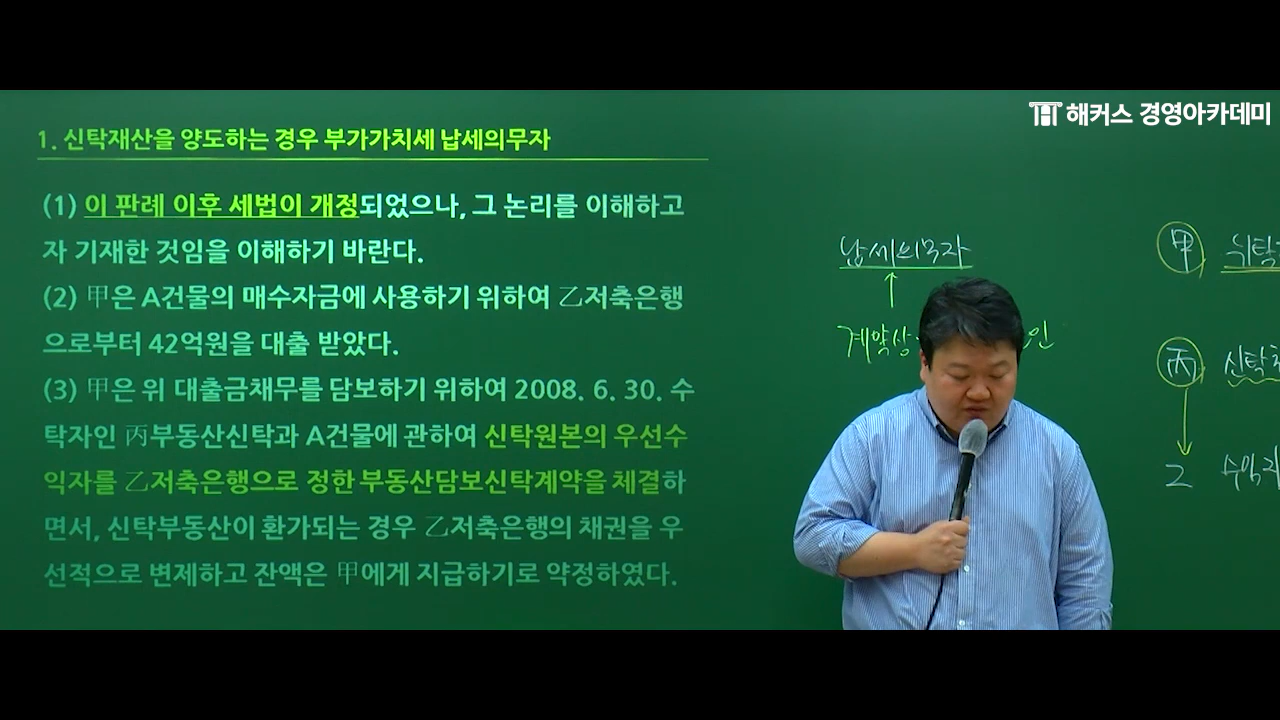 해커스 경영아카데미
1. 신탁재산을 양도하는 경우 부가가치세 납세의무자
(1) 이 판례 이후 세법이 개정되었으나, 그 논리를 이해하고
자 기재한 것임을 이해하기 바란다.
(2) 甲은 A건물의 매수자금에 사용하기 위하여 乙저축은행
으로부터 42억원을 대출 받았다.
(3) 甲은 위 대출금채무를 담보하기 위하여 2008. 6. 30. 수
탁자인 丙부동산신탁과 A건물에 관하여 신탁원본의 우선수
익자를 乙저축은행으로 정한 부동산담보신탁계약을 체결하
면서, 신탁부동산이 환가되는 경우 乙저축은행의 채권을 우
선적으로 변제하고 잔액은 甲에게 지급하기로 약정하였다.
납세의무자
계약상
인
甲 위탁
丙 신탁
수익자